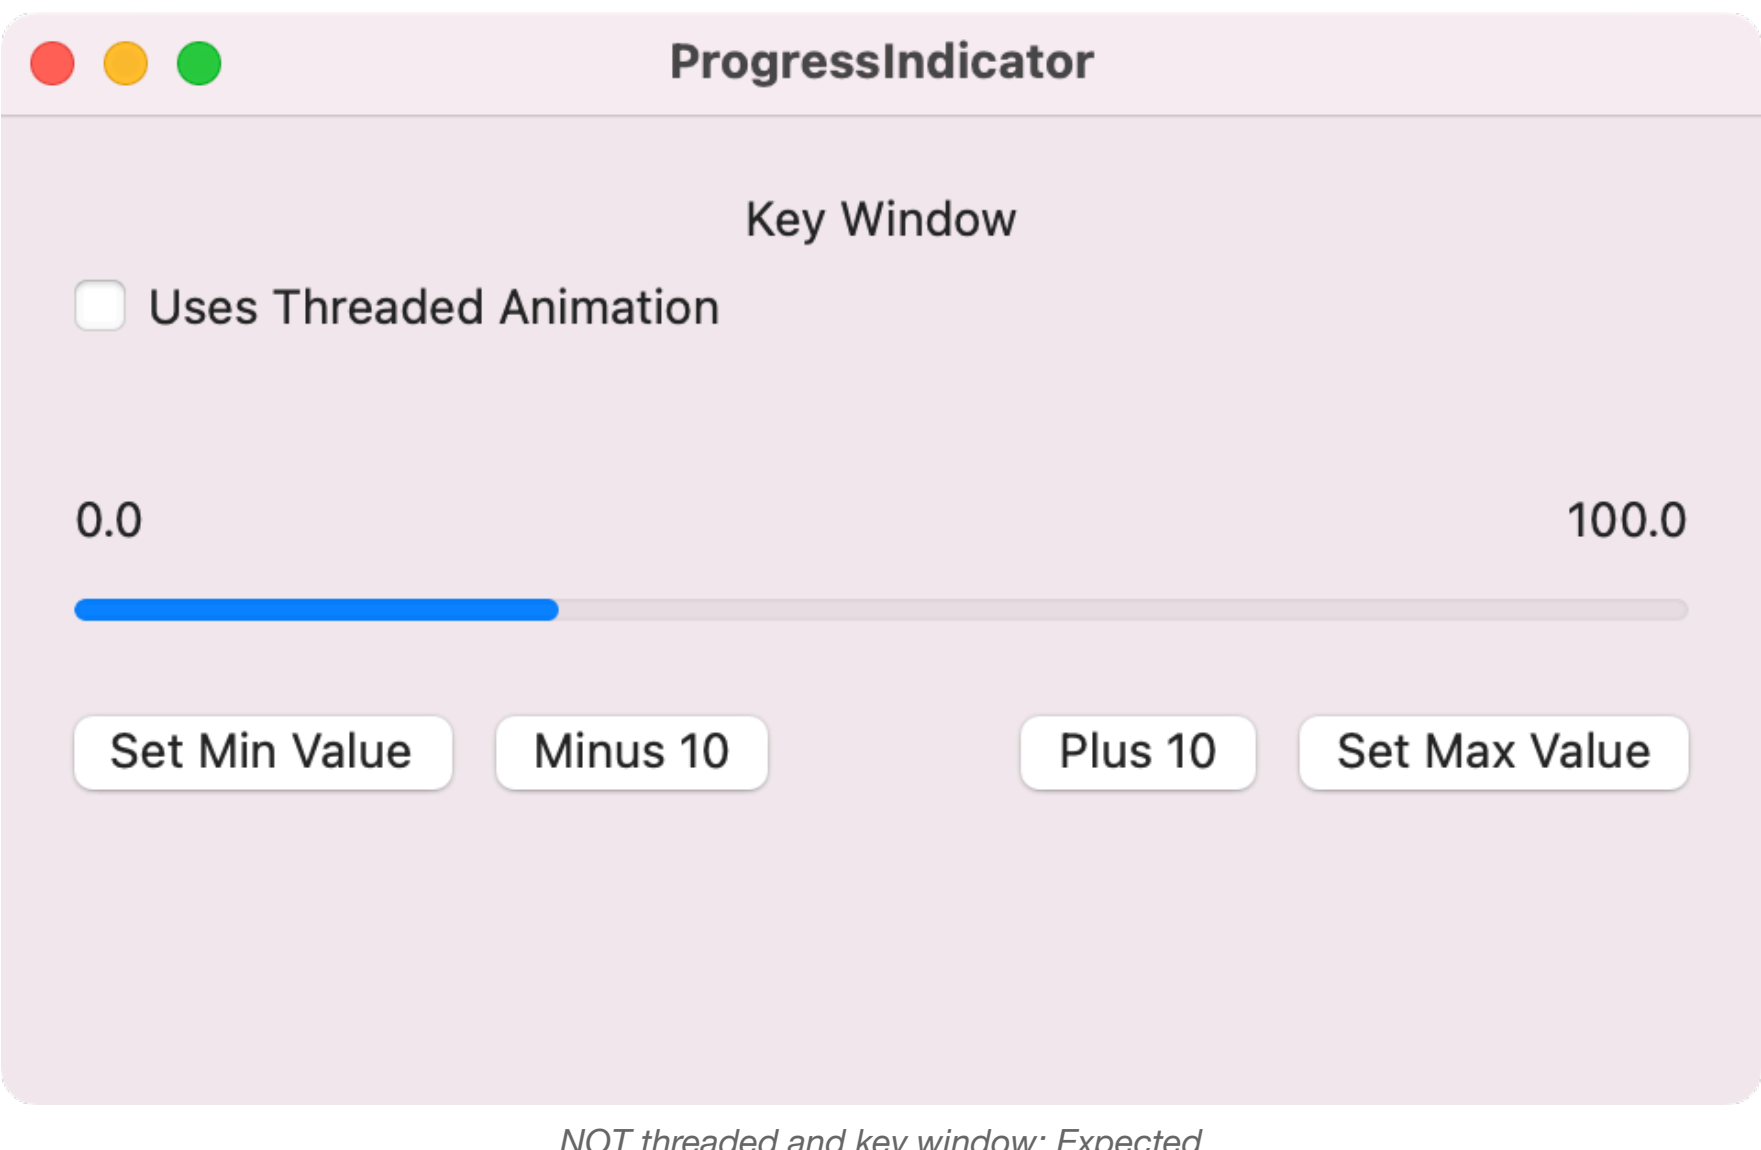 ProgressIndicator
Key Window
Uses Threaded Animation
0.0 100.0
Set Min Value Minus 10 Plus 10 Set Max Value
NOT threaded and key window: Expected